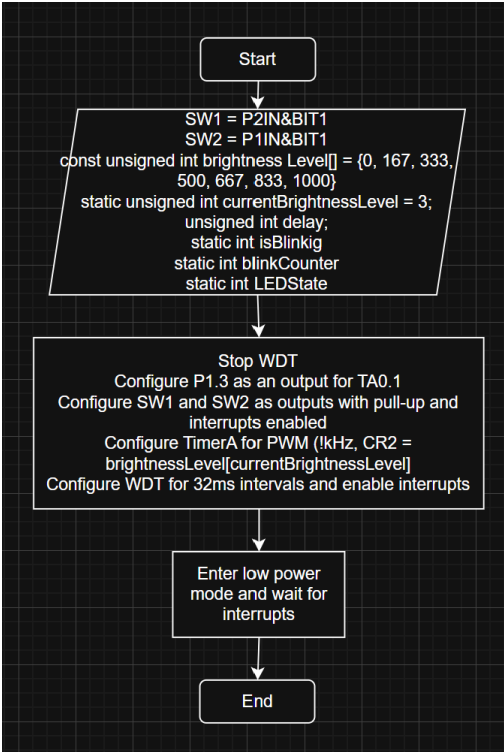 Start
SW1 = P2IN&BIT1
SW2 = P1IN&BIT1
const unsigned int brightness Level[] = {0, 167, 333,
500, 667, 833, 1000}
static unsigned int currentBrightnessLevel = 3;
unsigned int delay;
static int isBlinkig
static int blinkCounter
static int LEDState
Stop WDT
Configure P1.3 as an output for TA0.1
Configure SW1 and SW2 as outputs with pull-up and
interrupts enabled
Configure TimerA for PWM (!kHz, CR2 =
brightnessLevel[currentBrightnessLevel]
Configure WDT for 32ms intervals and enable interrupts
Enter low power
mode and wait for
interrupts
End